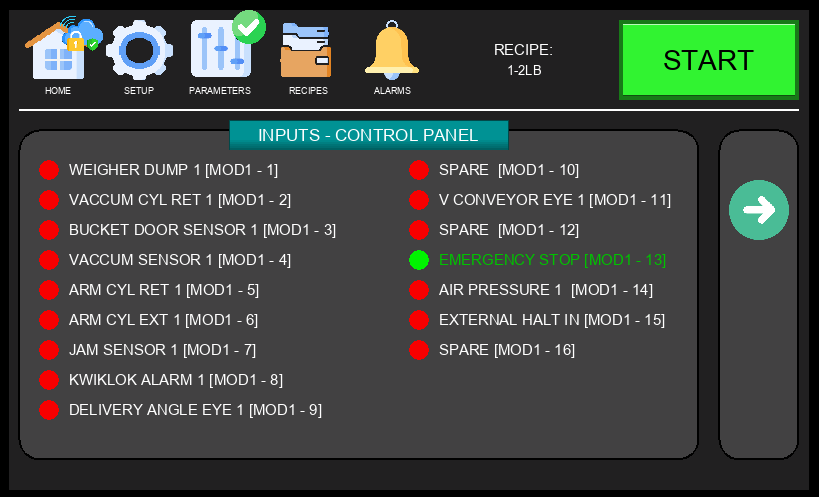 HOME
SETUP
PARAMETERS
RECIPES
ALARMS
RECIPE:
1-2LB
START
INPUTS - CONTROL PANEL
WEIGHER DUMP 1 [MOD1 - 1]
VACCUM CYL RET 1 [MOD1 - 2]
BUCKET DOOR SENSOR 1 [MOD1 - 3]
VACCUM SENSOR 1 [MOD1 - 4]
ARM CYL RET 1 [MOD1 - 5]
ARM CYL EXT 1 [MOD1 - 6]
JAM SENSOR 1 [MOD1 - 7]
KWIKLOK ALARM 1 [MOD1 - 8]
DELIVERY ANGLE EYE 1 [MOD1 - 9]
SPARE  [MOD1 - 10]
V CONVEYOR EYE 1 [MOD1 - 11]
SPARE  [MOD1 - 12]
EMERGENCY STOP [MOD1 - 13]
AIR PRESSURE 1  [MOD1 - 14]
EXTERNAL HALT IN [MOD1 - 15]
SPARE [MOD1 - 16]